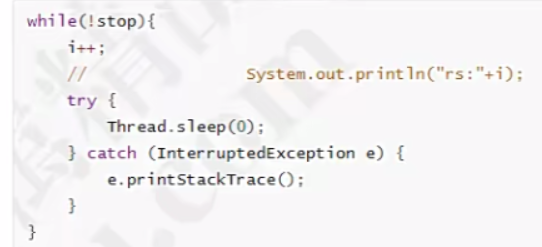 while(!stop){
    i++;
    //                System.out.println("rs:"+i);
    try {
        Thread.sleep(0);
    } catch (InterruptedException e) {
        e.printStackTrace();
    }
}